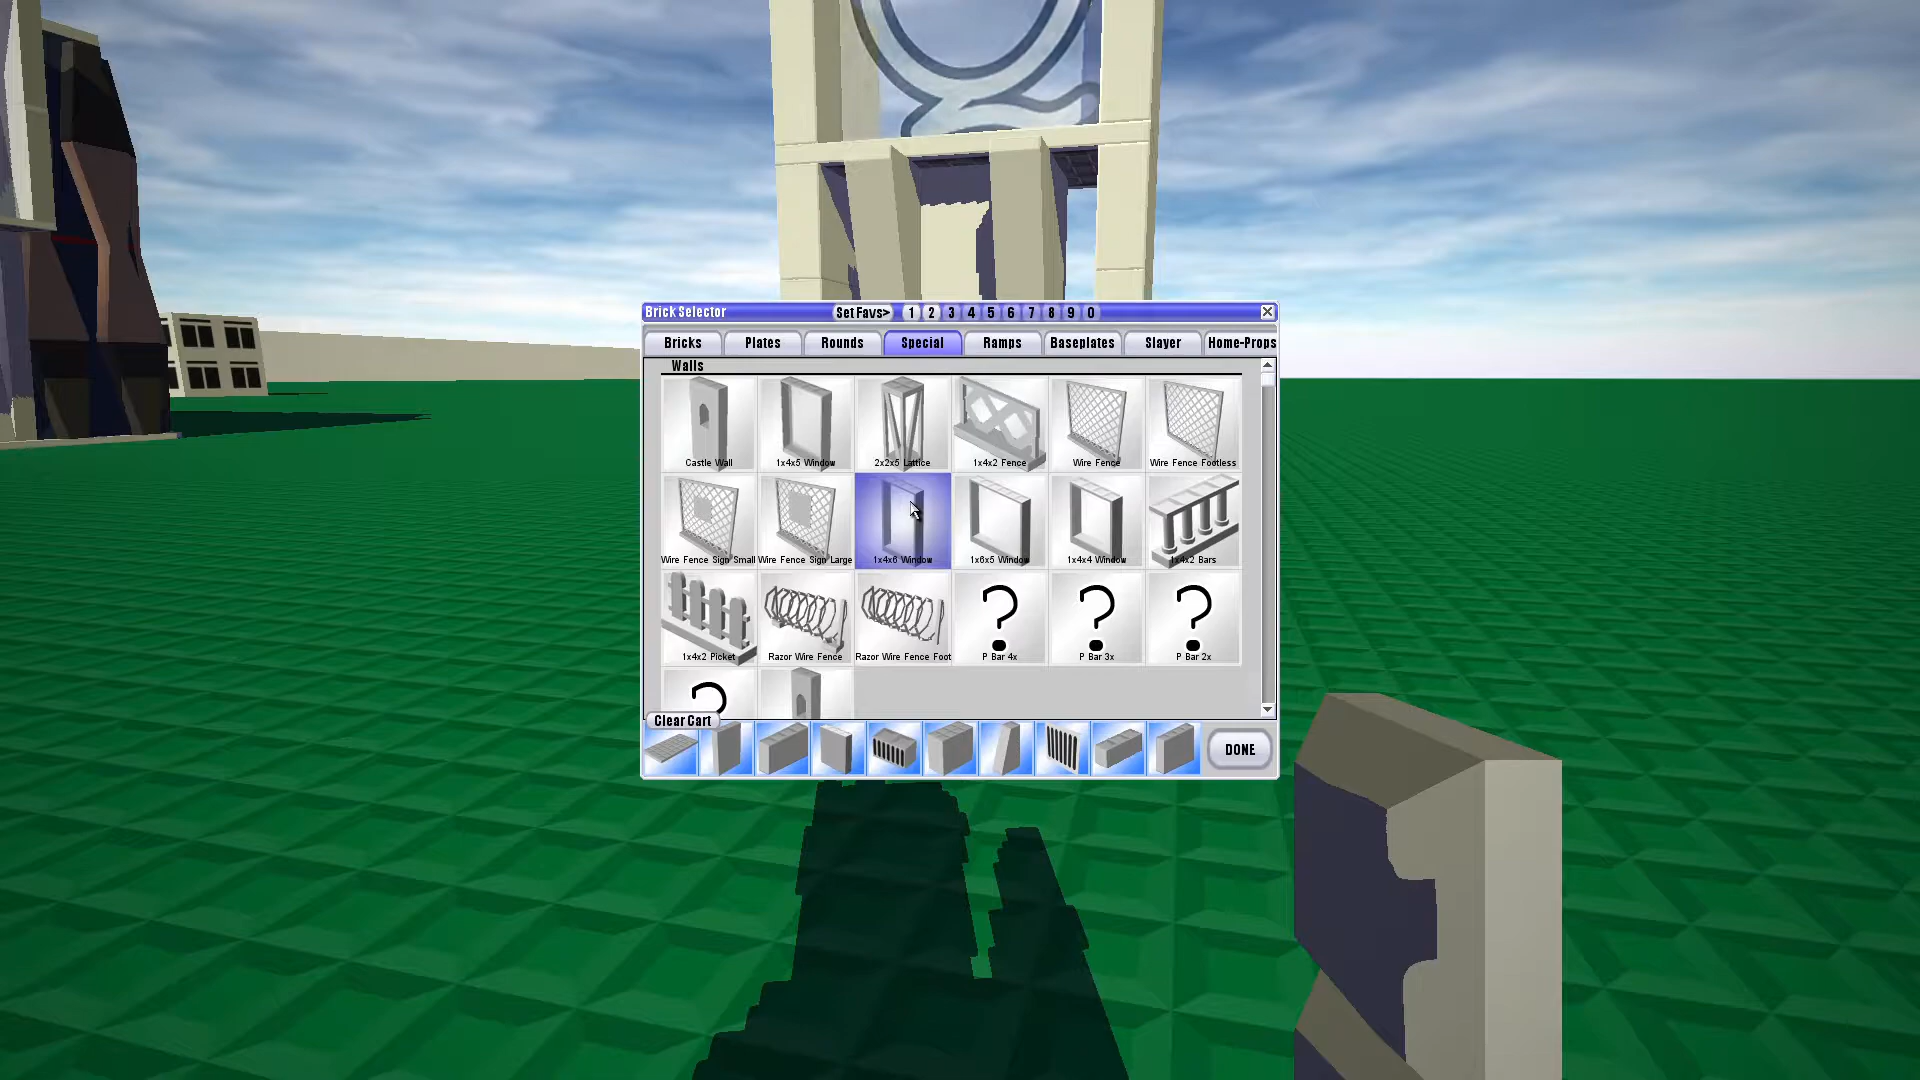 Brick Selector Set Favs> 1 2 3 4 5 6 7 8 9 0
Bricks Plates Rounds Special Ramps Baseplates Slayer Home-Props
Walls
Castle Wall 1x4x5 Window 2x2x5 Lattice 1x4x2 Fence Wire Fence Wire Fence Footless
Wire Fence Sign Small Wire Fence Sign Large 1x4x6 Window 1x6x5 Window 1x4x4 Window 1x4x2 Bars
? ? ?
1x4x2 Picket Razor Wire Fence Razor Wire Fence Foot P Bar 4x P Bar 3x P Bar 2x
?
Clear Cart
DONE